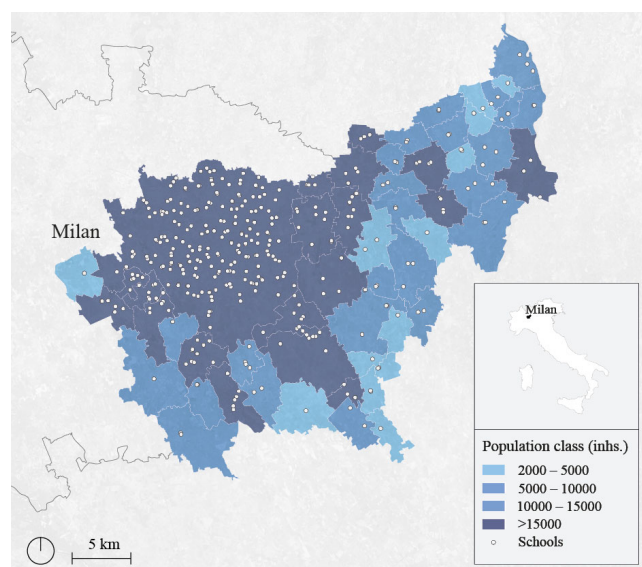 Milan
Milan
Population class (inhs.)
2000 – 5000
5000 – 10000
10000 – 15000
>15000
Schools
5 km